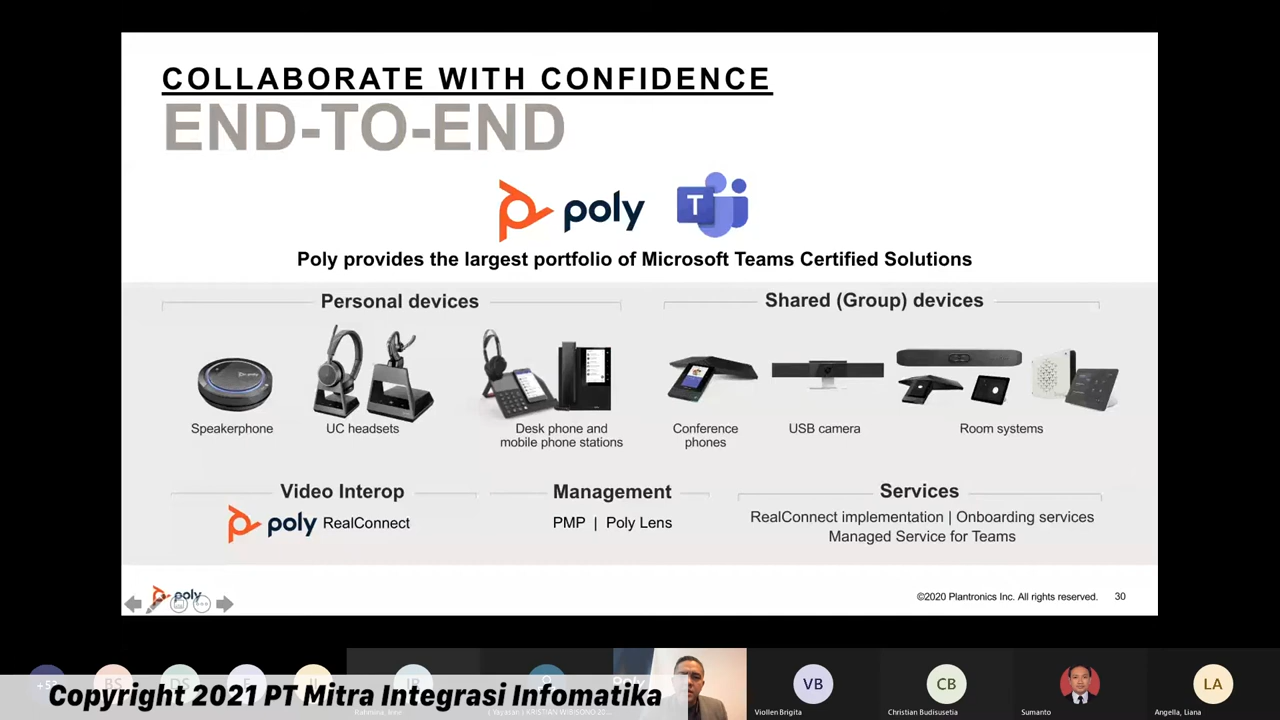 COLLABORATE WITH CONFIDENCE
END-TO-END
poly
T
Poly provides the largest portfolio of Microsoft Teams Certified Solutions
Personal devices
Shared (Group) devices
Speakerphone
UC headsets
Desk phone and
mobile phone stations
Conference
phones
USB camera
Room systems
Video Interop
Management
Services
poly RealConnect
PMP | Poly Lens
RealConnect implementation | Onboarding services
Managed Service for Teams
poly
©2020 Plantronics Inc. All rights reserved. 30
Copyright 2021 PT Mitra Integrasi Infomatika
VB
CB
LA
Viollen Brigita
Christian Budisusetia
Sumanto
Angella, Liana